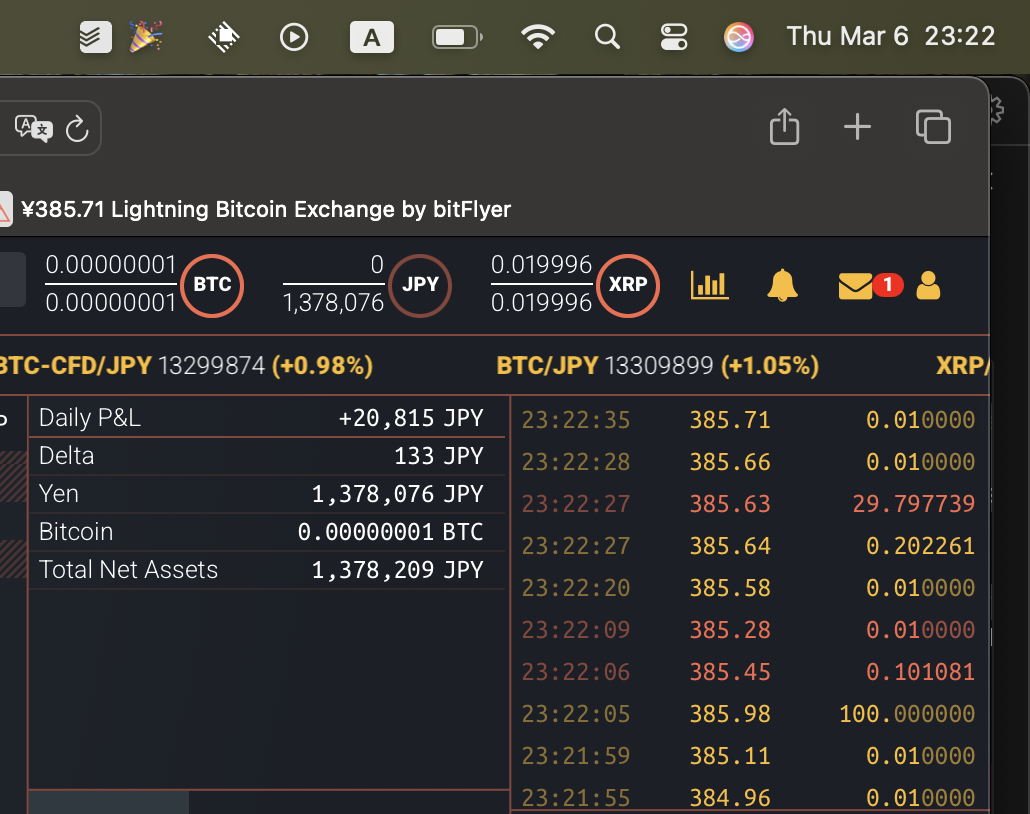 A Thu Mar 6 23:22
¥385.71 Lightning Bitcoin Exchange by bitFlyer
0.00000001 BTC 0 JPY 0.019996 XRP 1
0.00000001 1,378,076 0.019996
BTC-CFD/JPY 13299874 (+0.98%) BTC/JPY 13309899 (+1.05%) XRP/
Daily P&L +20,815 JPY 23:22:35 385.71 0.010000
Delta 133 JPY 23:22:28 385.66 0.010000
Yen 1,378,076 JPY 23:22:27 385.63 29.797739
Bitcoin 0.00000001 BTC 23:22:27 385.64 0.202261
Total Net Assets 1,378,209 JPY 23:22:20 385.58 0.010000
23:22:09 385.28 0.010000
23:22:06 385.45 0.101081
23:22:05 385.98 100.000000
23:21:59 385.11 0.010000
23:21:55 384.96 0.010000